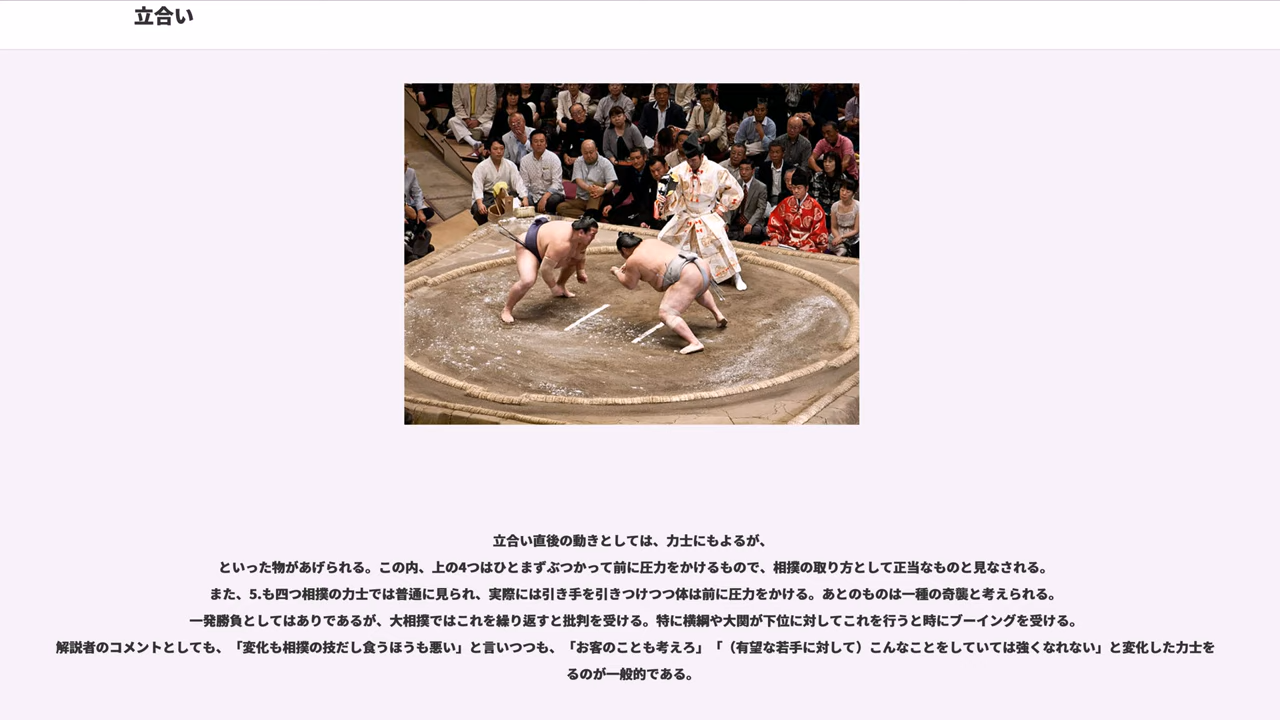 立合い
立合い直後の動きとしては、力士にもよるが、
といった物があげられる。この内、上の4つはひとまずぶつかって前に圧力をかけるもので、相撲の取り方として正当なものと見なされる。
また、5.も四つ相撲の力士では普通に見られ、実際には引き手を引きつけつつ体は前に圧力をかける。あとのものは一種の奇襲と考えられる。
一発勝負としてはありであるが、大相撲ではこれを繰り返すと批判を受ける。特に横綱や大関が下位に対してこれを行うと時にブーイングを受ける。
解説者のコメントとしても、「変化も相撲の技だし食うほうも悪い」と言いつつも、「お客のことも考えろ」「（有望な若手に対して）こんなことをしていては強くなれない」と変化した力士を
るのが一般的である。